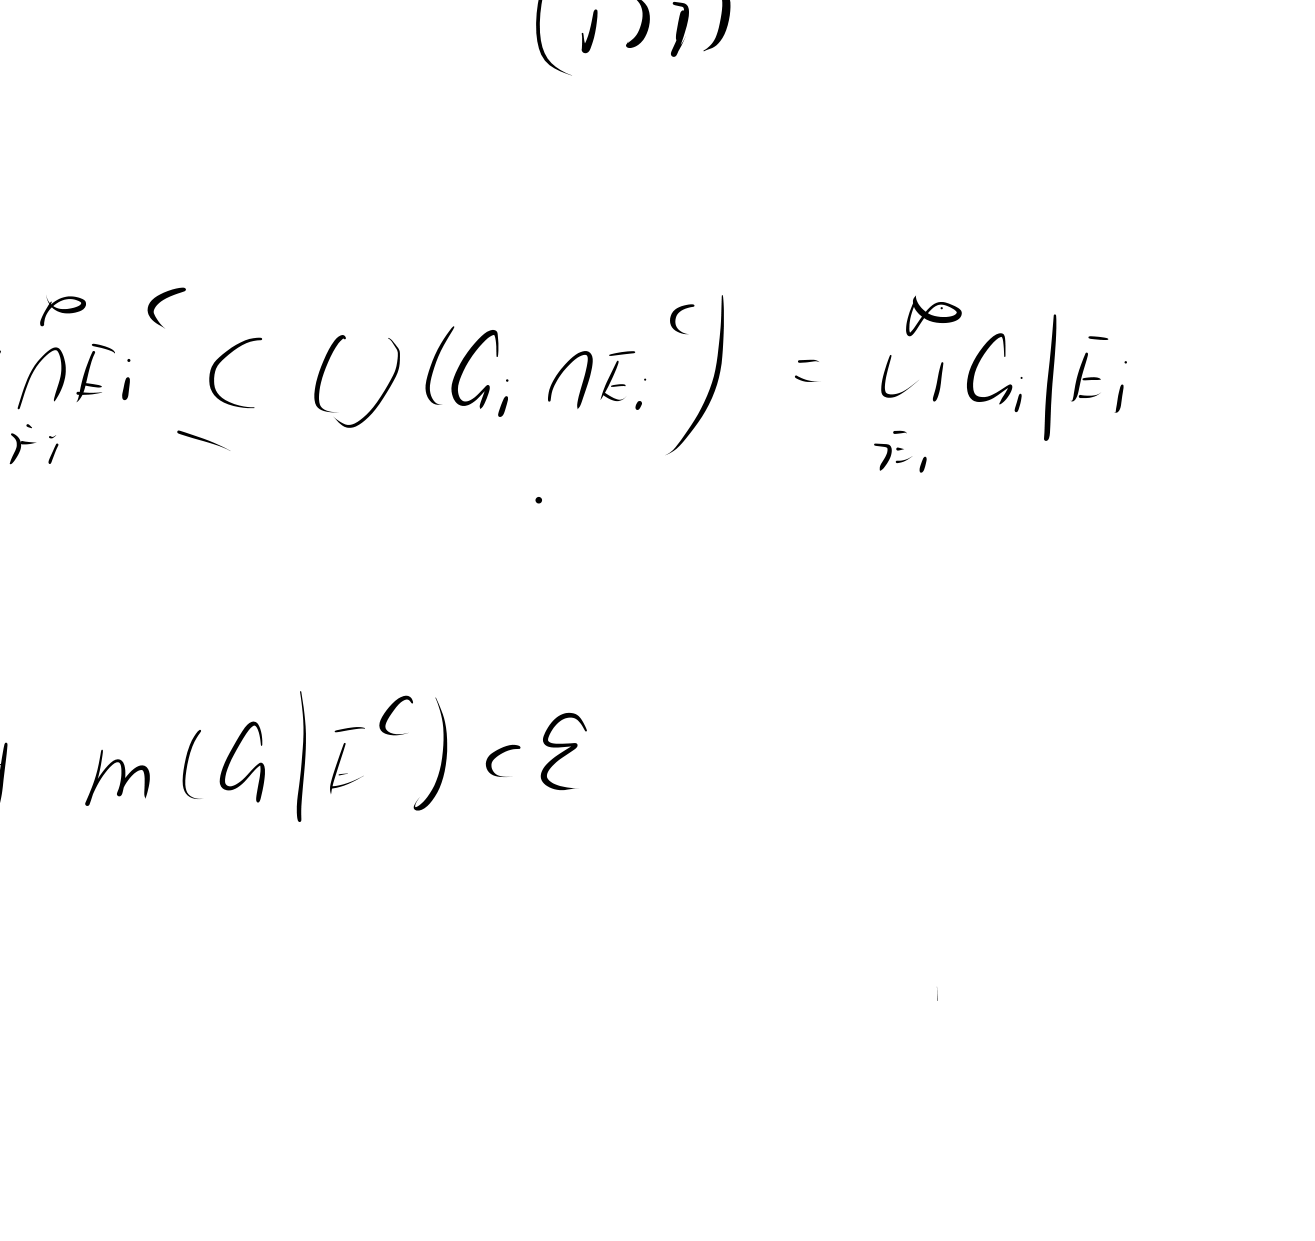 ∩_{i=1}^∞ E_i^c ⊆ ∪(G_i ∩ E_i^c) = ∪_{i=1}^∞ G_i | E_i
m(G | E^c) < ε